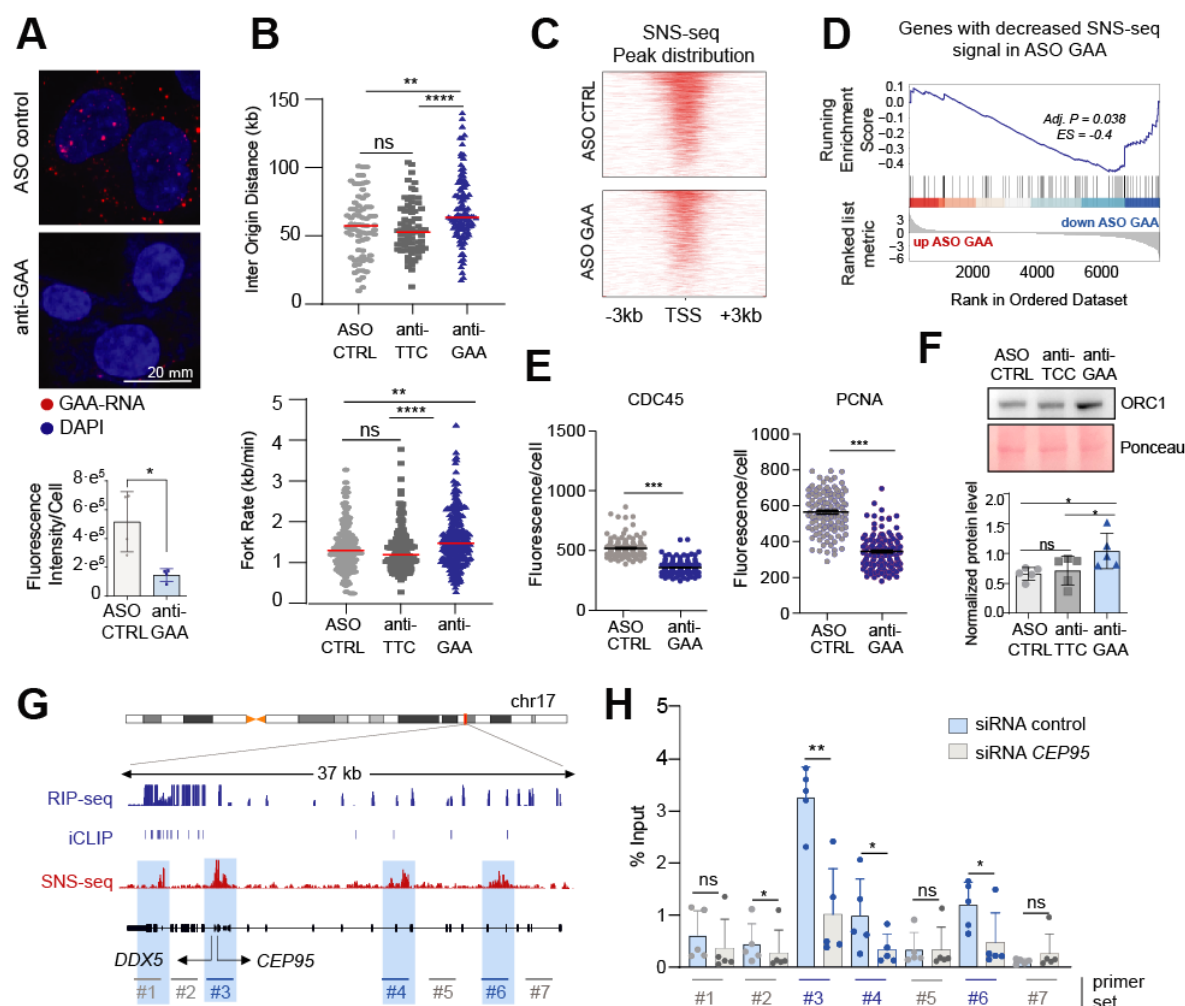 A
ASO control
anti-GAA
20 mm
GAA-RNA
DAPI
Fluorescence
Intensity/Cell
8·e⁵
6·e⁵
4·e⁵
2·e⁵
0
*
ASO
CTRL
anti-
GAA
B
Inter Origin Distance (kb)
150
100
50
0
**
****
ns
ASO
CTRL
anti-
TTC
anti-
GAA
Fork Rate (kb/min)
5
4
3
2
1
0
**
****
ns
ASO
CTRL
anti-
TTC
anti-
GAA
C
SNS-seq
Peak distribution
ASO CTRL
ASO GAA
-3kb TSS +3kb
D
Genes with decreased SNS-seq
signal in ASO GAA
Running
Enrichment
Score
0.1
0.0
−0.1
−0.2
−0.3
−0.4
Adj. P = 0.038
ES = -0.4
Ranked list
metric
3
0
−3
−6
down ASO GAA
up ASO GAA
2000 4000 6000
Rank in Ordered Dataset
E
CDC45
Fluorescence/cell
1500
1000
500
0
***
ASO
CTRL
anti-
GAA
PCNA
Fluorescence/cell
1000
800
600
400
200
0
***
ASO
CTRL
anti-
GAA
F
ASO
CTRL
anti-
TCC
anti-
GAA
ORC1
Ponceau
Normalized protein level
2.0
1.5
1.0
0.5
0.0
*
*
ns
ASO
CTRL
anti-
TTC
anti-
GAA
G
chr17
37 kb
RIP-seq
iCLIP
SNS-seq
DDX5
CEP95
#1 #2 #3 #4 #5 #6 #7
H
% Input
5
4
3
2
1
0
siRNA control
siRNA CEP95
ns * ** * ns * ns
#1 #2 #3 #4 #5 #6 #7
primer
set